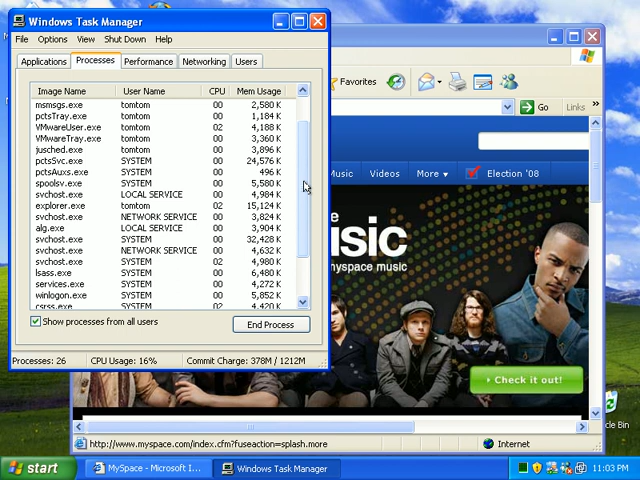 Windows Task Manager
File Options View Shut Down Help
Applications Processes Performance Networking Users
Image Name User Name CPU Mem Usage
msmsgs.exe tomtom 00 2,580 K
pctsTray.exe tomtom 00 1,184 K
VMwareUser.exe tomtom 02 4,188 K
VMwareTray.exe tomtom 00 3,360 K
jusched.exe tomtom 00 3,896 K
pctsSvc.exe SYSTEM 00 24,576 K
pctsAuxs.exe SYSTEM 00 496 K
spoolsv.exe SYSTEM 00 5,580 K
svchost.exe LOCAL SERVICE 00 4,984 K
explorer.exe tomtom 02 15,124 K
svchost.exe NETWORK SERVICE 00 3,824 K
alg.exe LOCAL SERVICE 00 3,904 K
svchost.exe SYSTEM 00 32,428 K
svchost.exe NETWORK SERVICE 00 4,632 K
svchost.exe SYSTEM 02 4,980 K
lsass.exe SYSTEM 00 6,480 K
services.exe SYSTEM 00 4,272 K
winlogon.exe SYSTEM 00 5,852 K
csrss.exe SYSTEM 02 4,420 K
Show processes from all users
End Process
Processes: 26 CPU Usage: 16% Commit Charge: 378M / 1212M
Favorites
Go Links »
Music Videos More Election '08
myspace music
Check it out!
http://www.myspace.com/index.cfm?fuseaction=splash.more Internet
cle Bin
start MySpace - Microsoft I... Windows Task Manager 11:03 PM